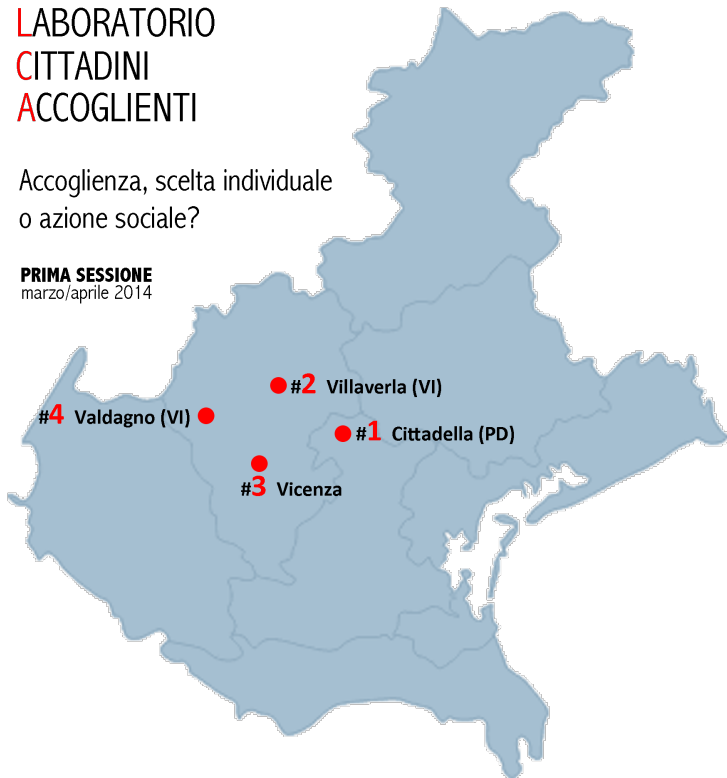 LABORATORIO
CITTADINI
ACCOGLIENTI
Accoglienza, scelta individuale
o azione sociale?
PRIMA SESSIONE
marzo/aprile 2014
#2 Villaverla (VI)
#4 Valdagno (VI)
#1 Cittadella (PD)
#3 Vicenza